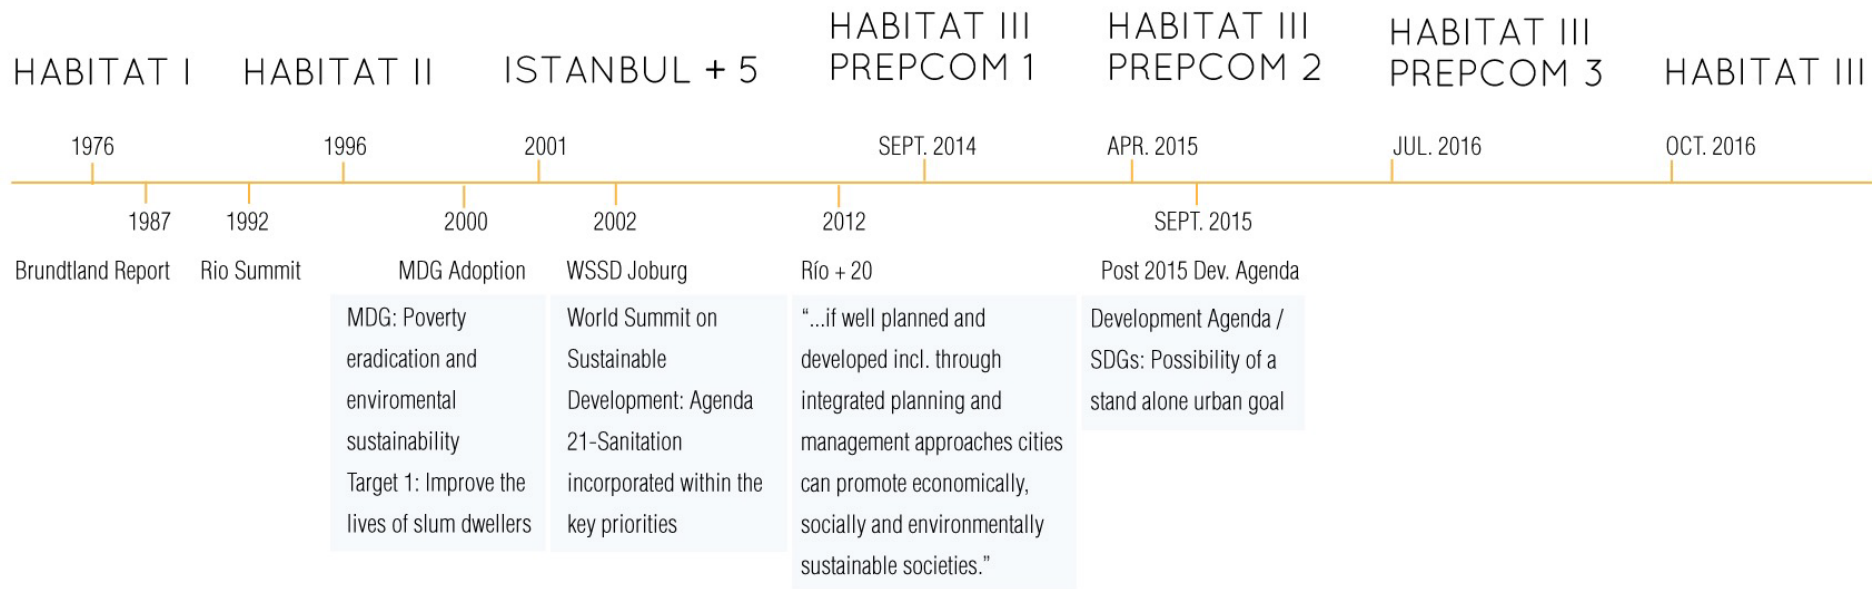 HABITAT I
HABITAT II
ISTANBUL + 5
HABITAT III
PREPCOM 1
HABITAT III
PREPCOM 2
HABITAT III
PREPCOM 3
HABITAT III
1976
1996
2001
SEPT. 2014
APR. 2015
JUL. 2016
OCT. 2016
1987
1992
2000
2002
2012
SEPT. 2015
Brundtland Report
Rio Summit
MDG Adoption
WSSD Joburg
Río + 20
Post 2015 Dev. Agenda
MDG: Poverty
eradication and
enviromental
sustainability
Target 1: Improve the
lives of slum dwellers
World Summit on
Sustainable
Development: Agenda
21-Sanitation
incorporated within the
key priorities
“...if well planned and
developed incl. through
integrated planning and
management approaches cities
can promote economically,
socially and environmentally
sustainable societies.”
Development Agenda /
SDGs: Possibility of a
stand alone urban goal